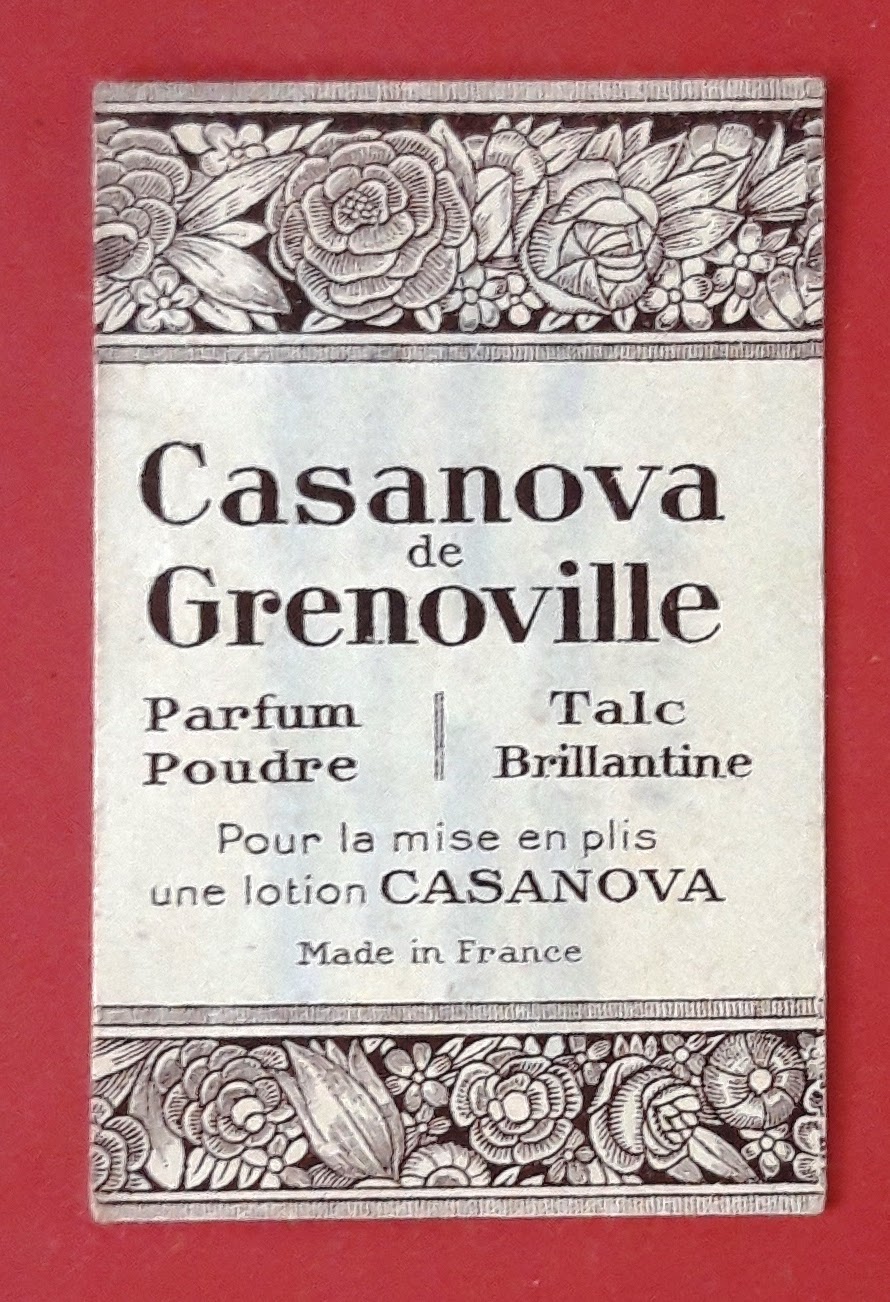 Casanova
de
Grenoville
Parfum
Poudre
Talc
Brillantine
Pour la mise en plis
une lotion CASANOVA
Made in France